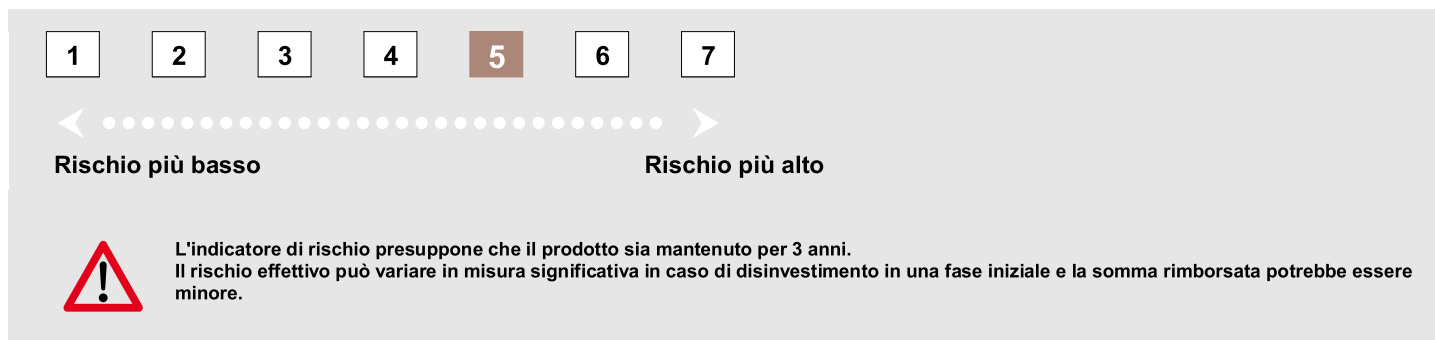 1 2 3 4 5 6 7
Rischio più basso Rischio più alto
L'indicatore di rischio presuppone che il prodotto sia mantenuto per 3 anni.
Il rischio effettivo può variare in misura significativa in caso di disinvestimento in una fase iniziale e la somma rimborsata potrebbe essere
minore.